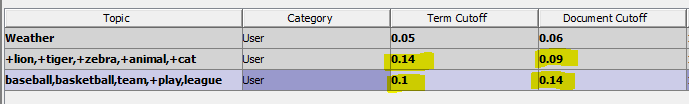 Topic Category Term Cutoff Document Cutoff
Weather User 0.05 0.06
+lion,+tiger,+zebra,+animal,+cat User 0.14 0.09
baseball,basketball,team,+play,league User 0.1 0.14